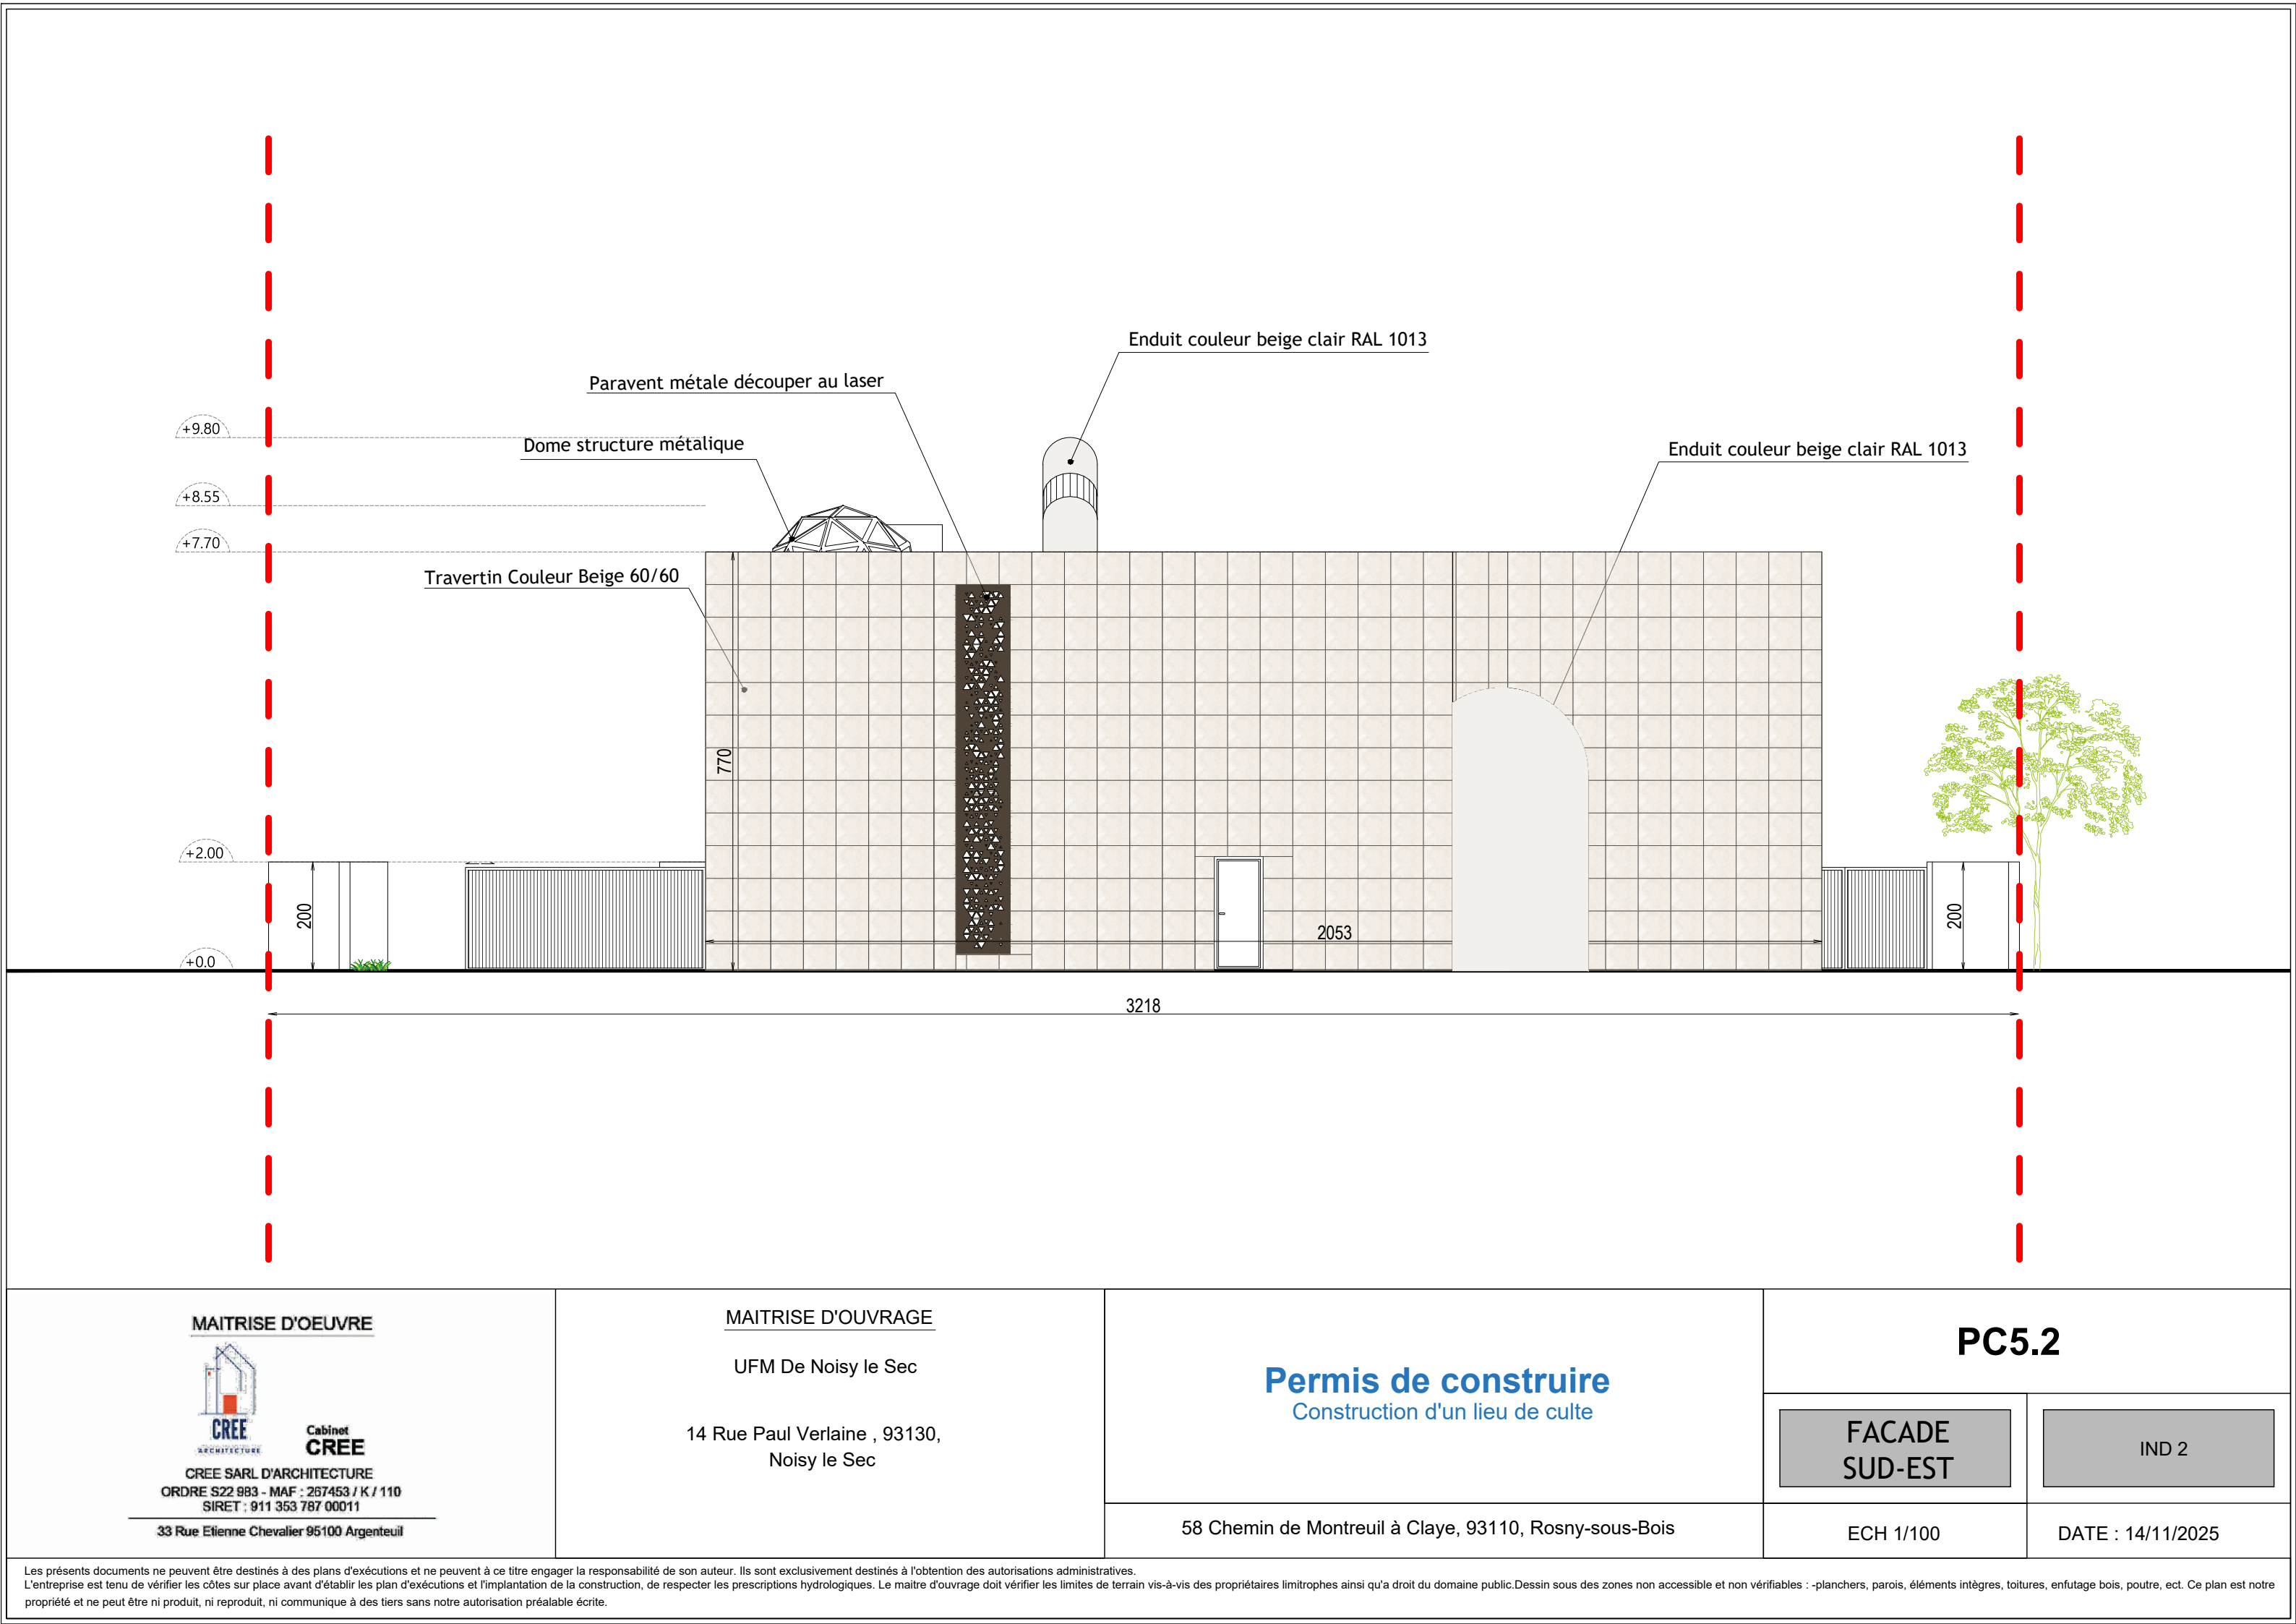 Enduit couleur beige clair RAL 1013
Paravent métale découper au laser
+9.80
Dome structure métalique
Enduit couleur beige clair RAL 1013
+8.55
+7.70
Travertin Couleur Beige 60/60
770
+2.00
200
200
2053
+0.0
3218
MAITRISE D'OEUVRE
CREE
ARCHITECTURE
Cabinet
CREE
CREE SARL D'ARCHITECTURE
ORDRE S22 983 - MAF : 267453 / K / 110
SIRET : 911 353 787 00011
33 Rue Etienne Chevalier 95100 Argenteuil
MAITRISE D'OUVRAGE
UFM De Noisy le Sec
14 Rue Paul Verlaine , 93130,
Noisy le Sec
Permis de construire
Construction d'un lieu de culte
58 Chemin de Montreuil à Claye, 93110, Rosny-sous-Bois
PC5.2
FACADE
SUD-EST
IND 2
ECH 1/100
DATE : 14/11/2025
Les présents documents ne peuvent être destinés à des plans d'exécutions et ne peuvent à ce titre engager la responsabilité de son auteur. Ils sont exclusivement destinés à l'obtention des autorisations administratives.
L'entreprise est tenu de vérifier les côtes sur place avant d'établir les plan d'exécutions et l'implantation de la construction, de respecter les prescriptions hydrologiques. Le maitre d'ouvrage doit vérifier les limites de terrain vis-à-vis des propriétaires limitrophes ainsi qu'a droit du domaine public.Dessin sous des zones non accessible et non vérifiables : -planchers, parois, éléments intègres, toitures, enfutage bois, poutre, ect. Ce plan est notre
propriété et ne peut être ni produit, ni reproduit, ni communique à des tiers sans notre autorisation préalable écrite.